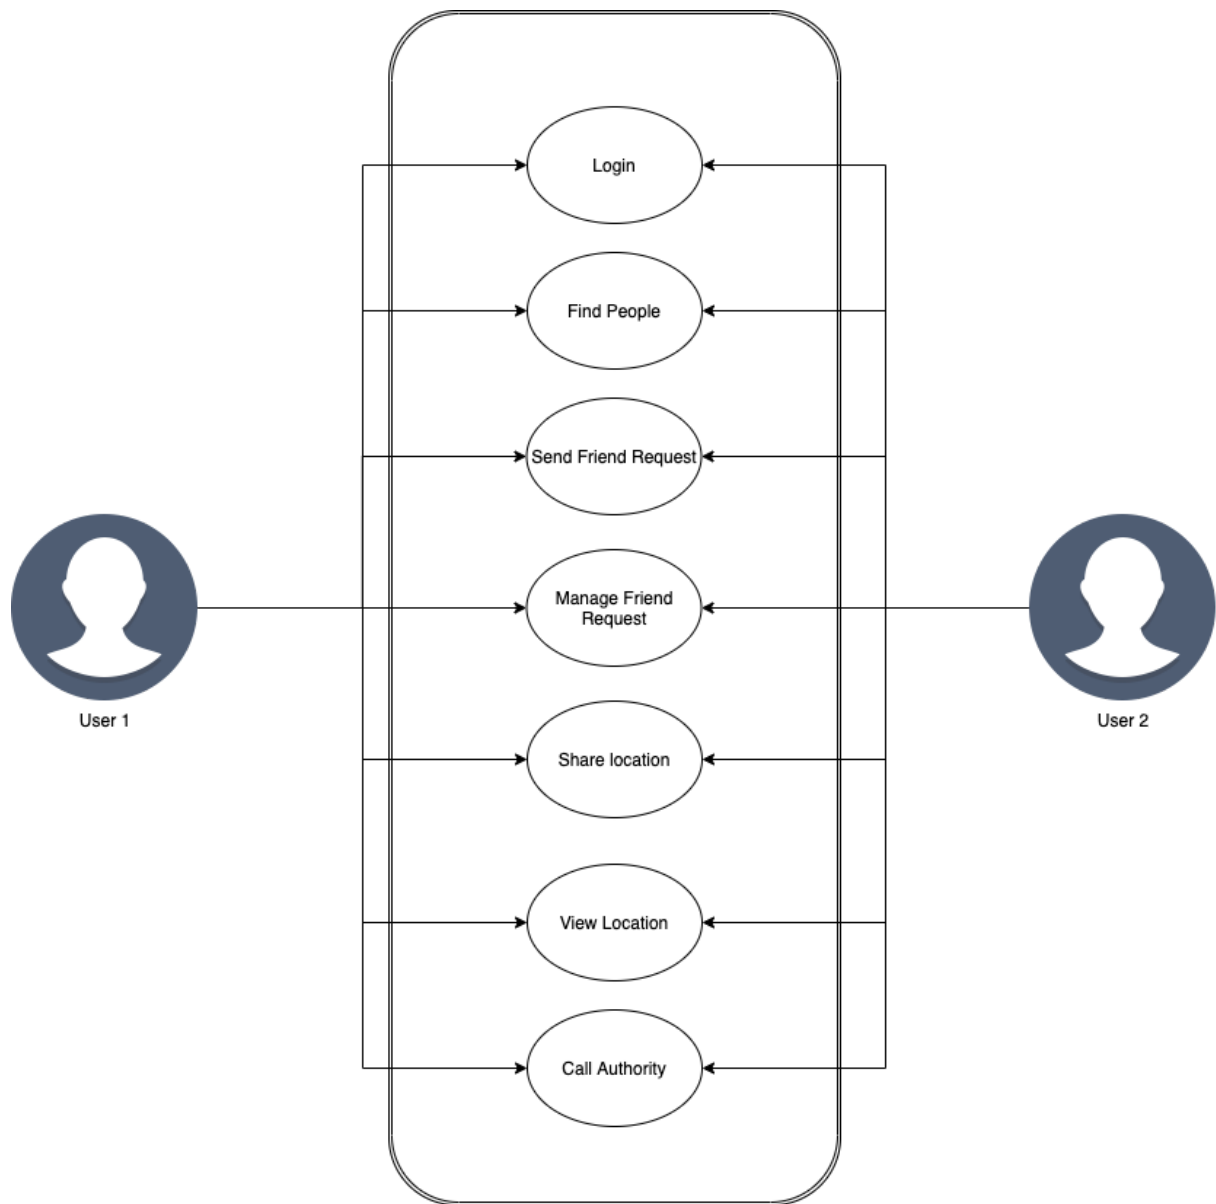 Login
Find People
Send Friend Request
Manage Friend
Request
User 1
User 2
Share location
View Location
Call Authority